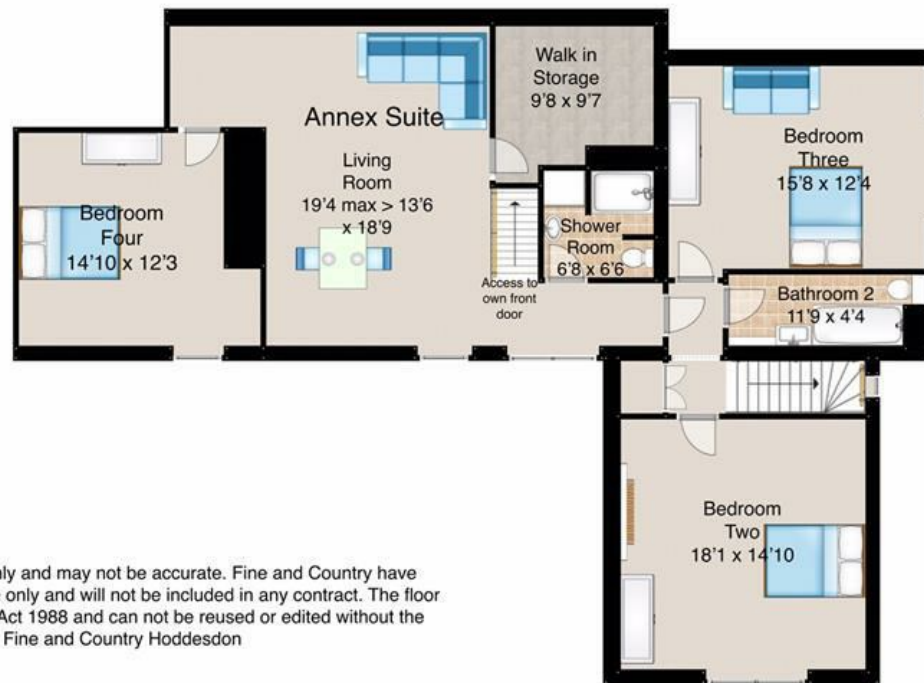 Walk in
Storage
9'8 x 9'7
Annex Suite
Living
Room
19'4 max > 13'6
x 18'9
Bedroom
Three
15'8 x 12'4
Bedroom
Four
14'10 x 12'3
Shower
Room
6'8 x 6'6
Access to
own front
door
Bathroom 2
11'9 x 4'4
Bedroom
Two
18'1 x 14'10
and may not be accurate. Fine and Country have
only and will not be included in any contract. The floor
Act 1988 and can not be reused or edited without the
Fine and Country Hoddesdon